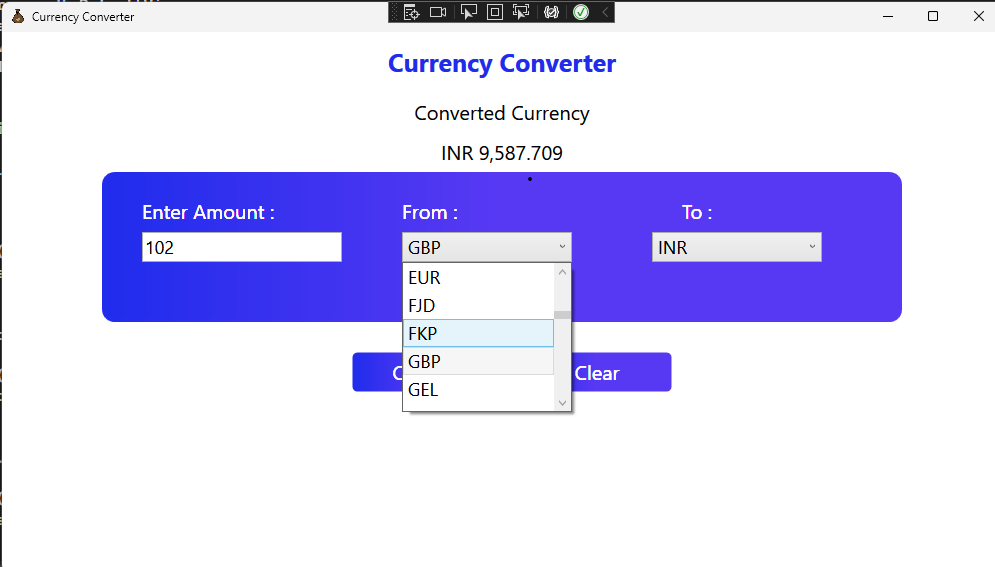 Currency Converter
Currency Converter
Converted Currency
INR 9,587.709
Enter Amount :
From :
To :
102
GBP
INR
EUR
FJD
FKP
GBP
GEL
Clear